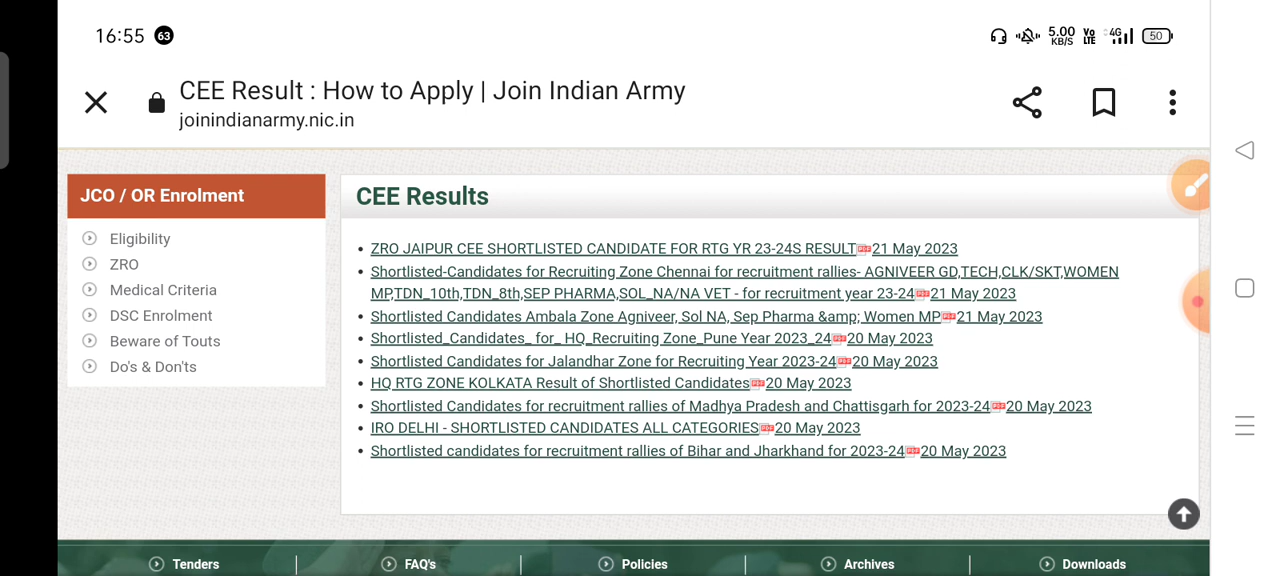 16:55 63 5.00 KB/S Vo LTE 4G 50
CEE Result : How to Apply | Join Indian Army
joinindianarmy.nic.in
JCO / OR Enrolment
Eligibility
ZRO
Medical Criteria
DSC Enrolment
Beware of Touts
Do's & Don'ts
CEE Results
ZRO JAIPUR CEE SHORTLISTED CANDIDATE FOR RTG YR 23-24S RESULT 21 May 2023
Shortlisted-Candidates for Recruiting Zone Chennai for recruitment rallies- AGNIVEER GD,TECH,CLK/SKT,WOMEN
MP,TDN_10th,TDN_8th,SEP PHARMA,SOL_NA/NA VET - for recruitment year 23-24 21 May 2023
Shortlisted Candidates Ambala Zone Agniveer, Sol NA, Sep Pharma &amp; Women MP 21 May 2023
Shortlisted_Candidates_ for_ HQ_Recruiting Zone_Pune Year 2023_24 20 May 2023
Shortlisted Candidates for Jalandhar Zone for Recruiting Year 2023-24 20 May 2023
HQ RTG ZONE KOLKATA Result of Shortlisted Candidates 20 May 2023
Shortlisted Candidates for recruitment rallies of Madhya Pradesh and Chattisgarh for 2023-24 20 May 2023
IRO DELHI - SHORTLISTED CANDIDATES ALL CATEGORIES 20 May 2023
Shortlisted candidates for recruitment rallies of Bihar and Jharkhand for 2023-24 20 May 2023
Tenders FAQ's Policies Archives Downloads